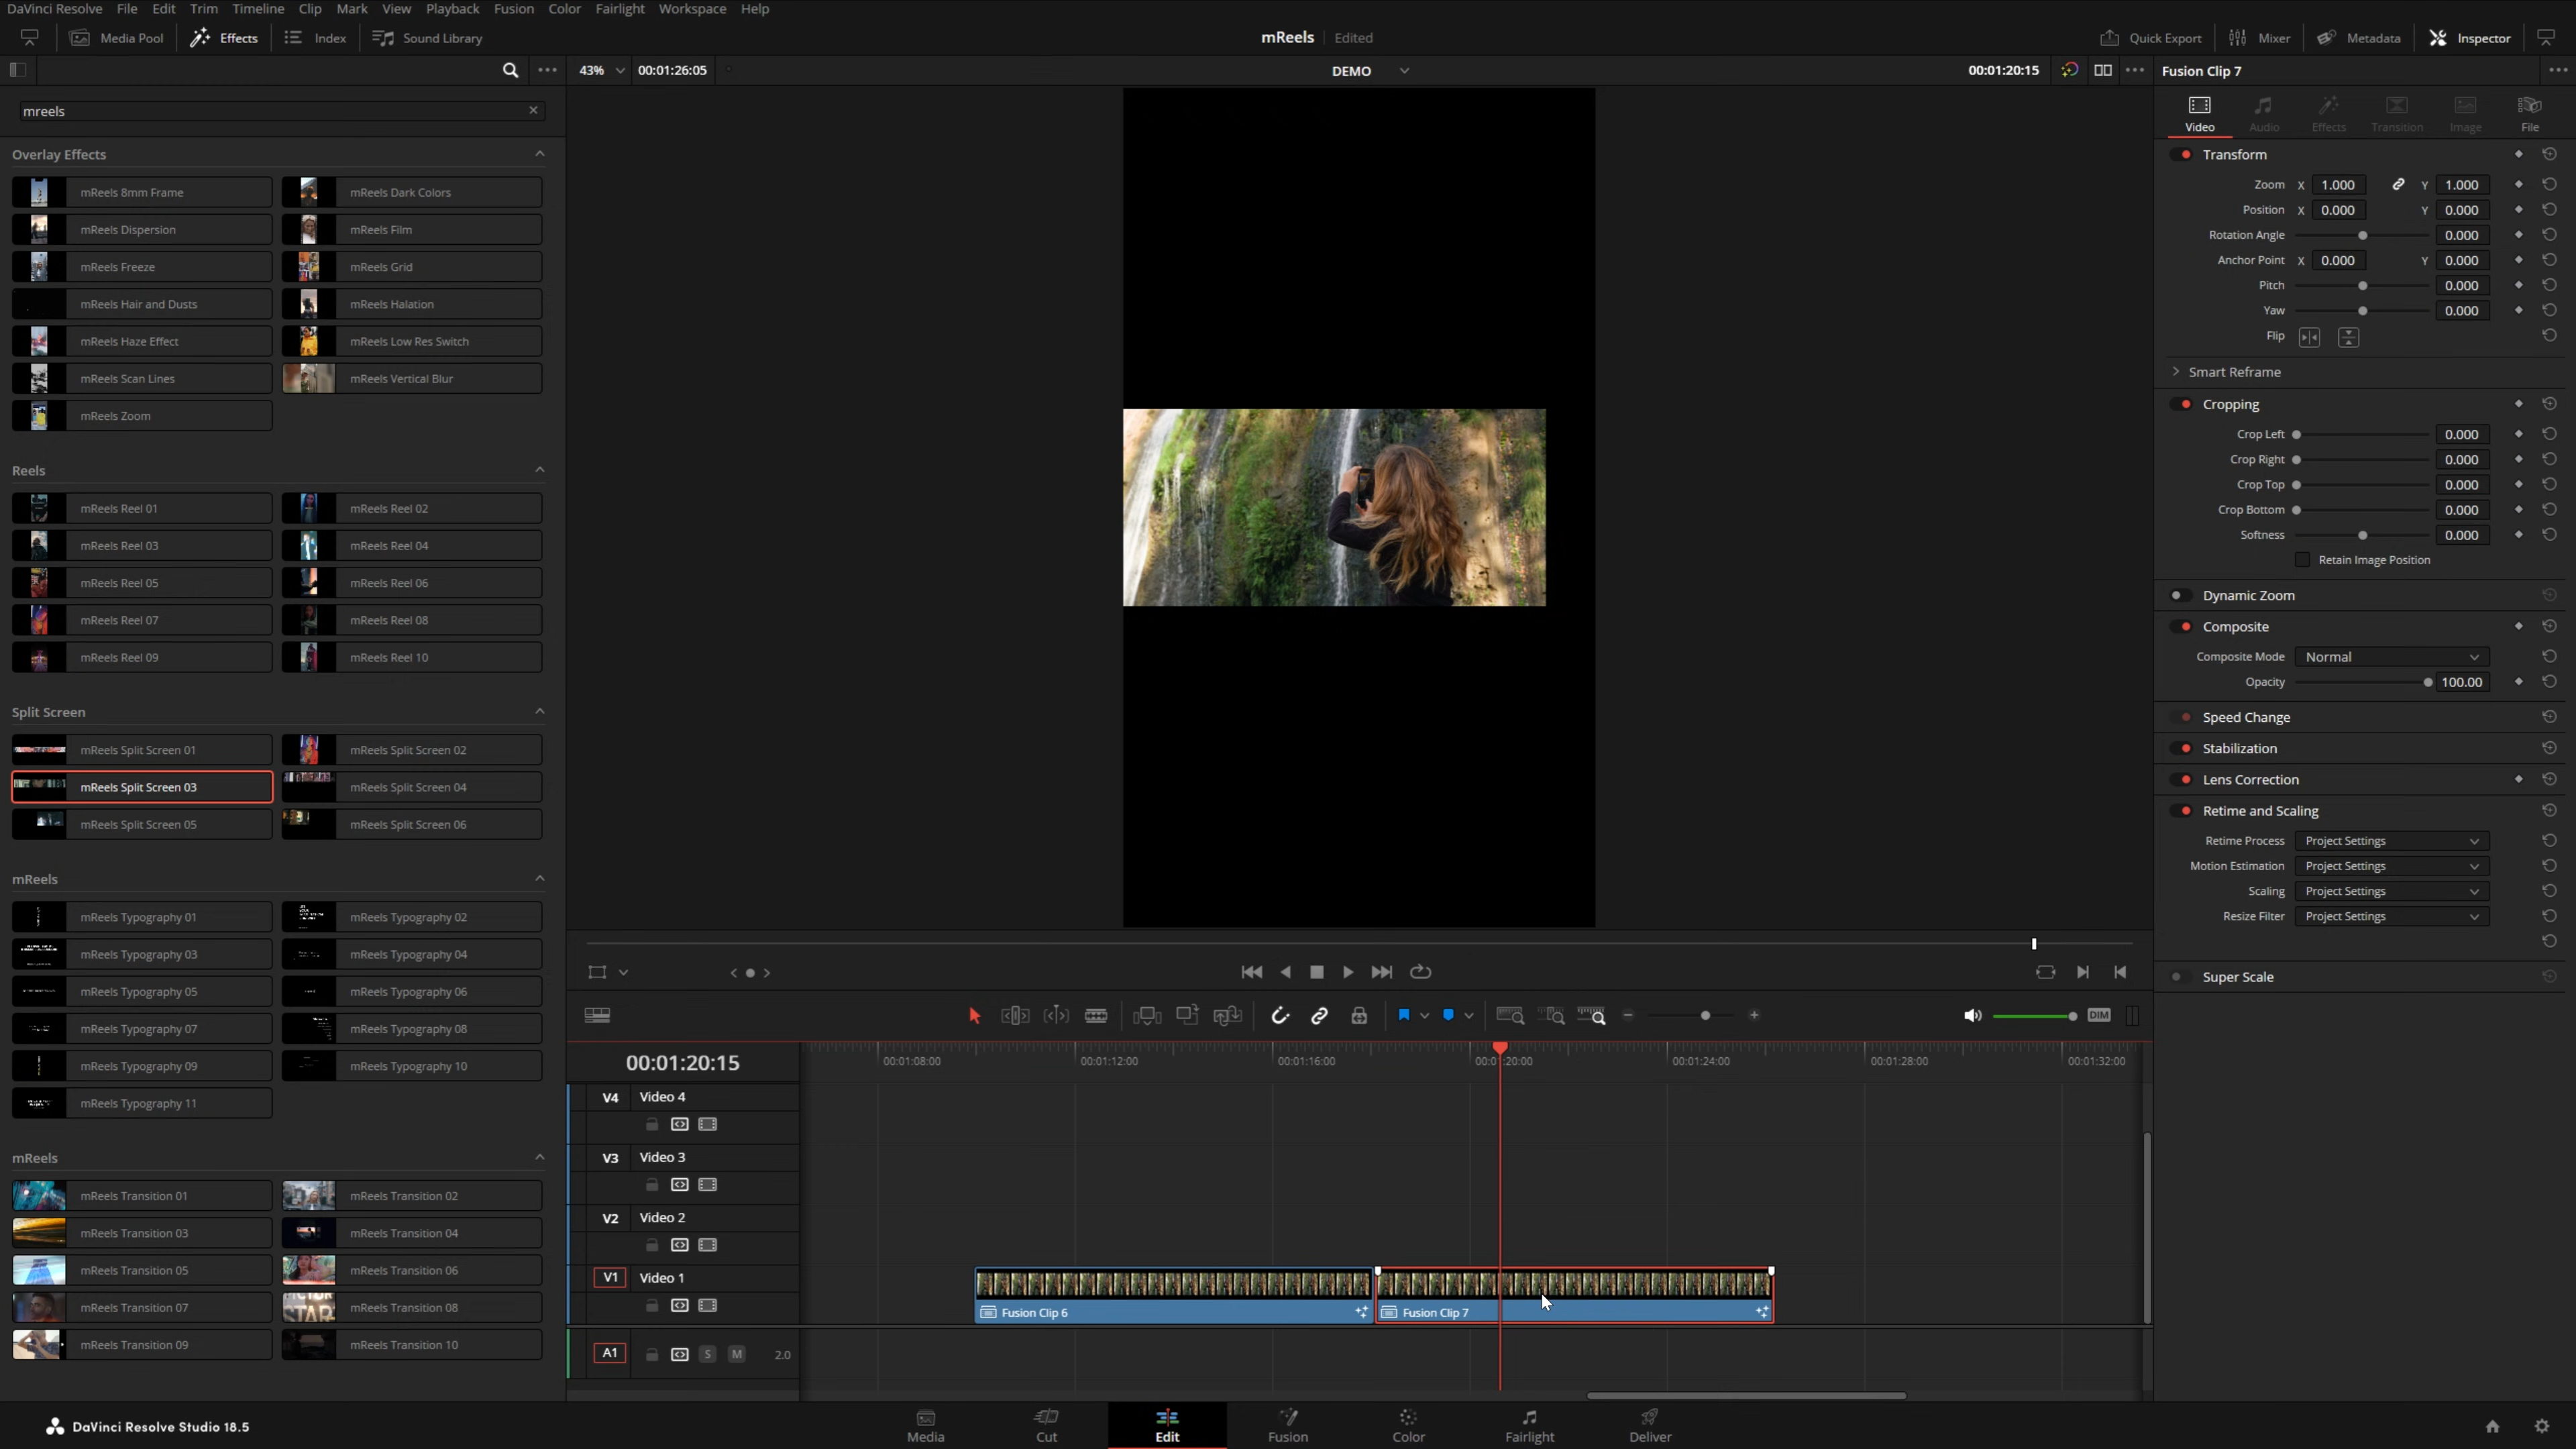 DaVinci Resolve File Edit Trim Timeline Clip Mark View Playback Fusion Color Fairlight Workspace Help
Media Pool Effects Index Sound Library mReels Edited Quick Export Mixer Metadata Inspector
43% 00:01:26:05 DEMO 00:01:20:15 Fusion Clip 7
mreels
Video Audio Effects Transition Image File
Overlay Effects
mReels 8mm Frame mReels Dark Colors
mReels Dispersion mReels Film
mReels Freeze mReels Grid
mReels Hair and Dusts mReels Halation
mReels Haze Effect mReels Low Res Switch
mReels Scan Lines mReels Vertical Blur
mReels Zoom
Reels
mReels Reel 01 mReels Reel 02
mReels Reel 03 mReels Reel 04
mReels Reel 05 mReels Reel 06
mReels Reel 07 mReels Reel 08
mReels Reel 09 mReels Reel 10
Split Screen
mReels Split Screen 01 mReels Split Screen 02
mReels Split Screen 03 mReels Split Screen 04
mReels Split Screen 05 mReels Split Screen 06
mReels
mReels Typography 01 mReels Typography 02
mReels Typography 03 mReels Typography 04
mReels Typography 05 mReels Typography 06
mReels Typography 07 mReels Typography 08
mReels Typography 09 mReels Typography 10
mReels Typography 11
mReels
mReels Transition 01 mReels Transition 02
mReels Transition 03 mReels Transition 04
mReels Transition 05 mReels Transition 06
mReels Transition 07 mReels Transition 08
mReels Transition 09 mReels Transition 10
Transform
Zoom X 1.000 Y 1.000
Position X 0.000 Y 0.000
Rotation Angle 0.000
Anchor Point X 0.000 Y 0.000
Pitch 0.000
Yaw 0.000
Flip
Smart Reframe
Cropping
Crop Left 0.000
Crop Right 0.000
Crop Top 0.000
Crop Bottom 0.000
Softness 0.000
Retain Image Position
Dynamic Zoom
Composite
Composite Mode Normal
Opacity 100.00
Speed Change
Stabilization
Lens Correction
Retime and Scaling
Retime Process Project Settings
Motion Estimation Project Settings
Scaling Project Settings
Resize Filter Project Settings
Super Scale
DIM
00:01:20:15 00:01:08:00 00:01:12:00 00:01:16:00 00:01:20:00 00:01:24:00 00:01:28:00 00:01:32:00
V4 Video 4
V3 Video 3
V2 Video 2
V1 Video 1
Fusion Clip 6 Fusion Clip 7
A1 S M 2.0
DaVinci Resolve Studio 18.5
Media Cut Edit Fusion Color Fairlight Deliver